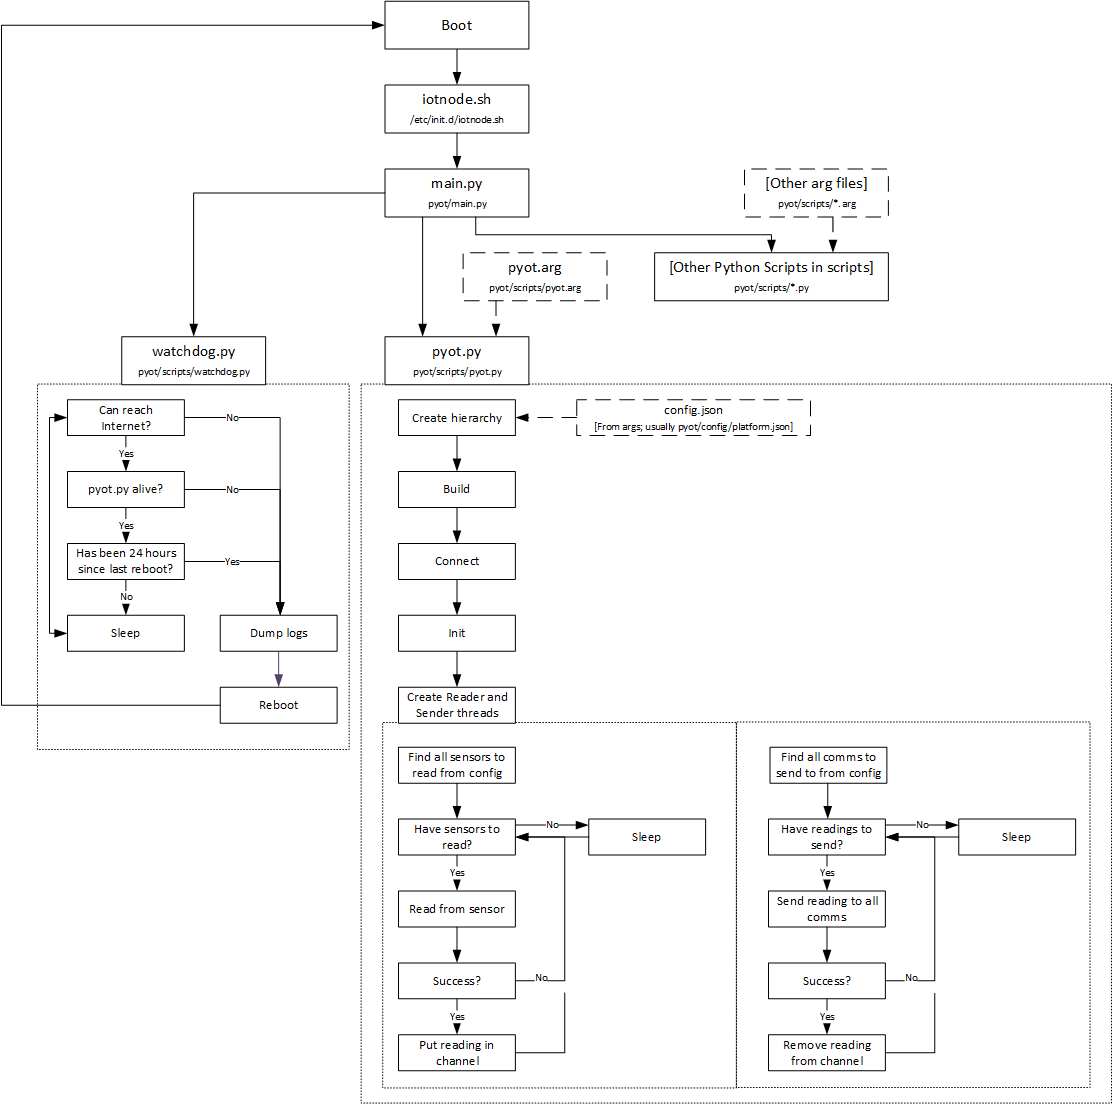 Boot
iotnode.sh
/etc/init.d/iotnode.sh
main.py
pyot/main.py
[Other arg files]
pyot/scripts/*.arg
pyot.arg
pyot/scripts/pyot.arg
[Other Python Scripts in scripts]
pyot/scripts/*.py
watchdog.py
pyot/scripts/watchdog.py
pyot.py
pyot/scripts/pyot.py
Can reach
Internet?
No
Yes
pyot.py alive?
No
Yes
Has been 24 hours
since last reboot?
Yes
No
Sleep
Dump logs
Reboot
Create hierarchy
config.json
[From args; usually pyot/config/platform.json]
Build
Connect
Init
Create Reader and
Sender threads
Find all sensors to
read from config
Have sensors to
read?
No
Sleep
Yes
Read from sensor
Success?
No
Yes
Put reading in
channel
Find all comms to
send to from config
Have readings to
send?
No
Sleep
Yes
Send reading to all
comms
Success?
No
Yes
Remove reading
from channel